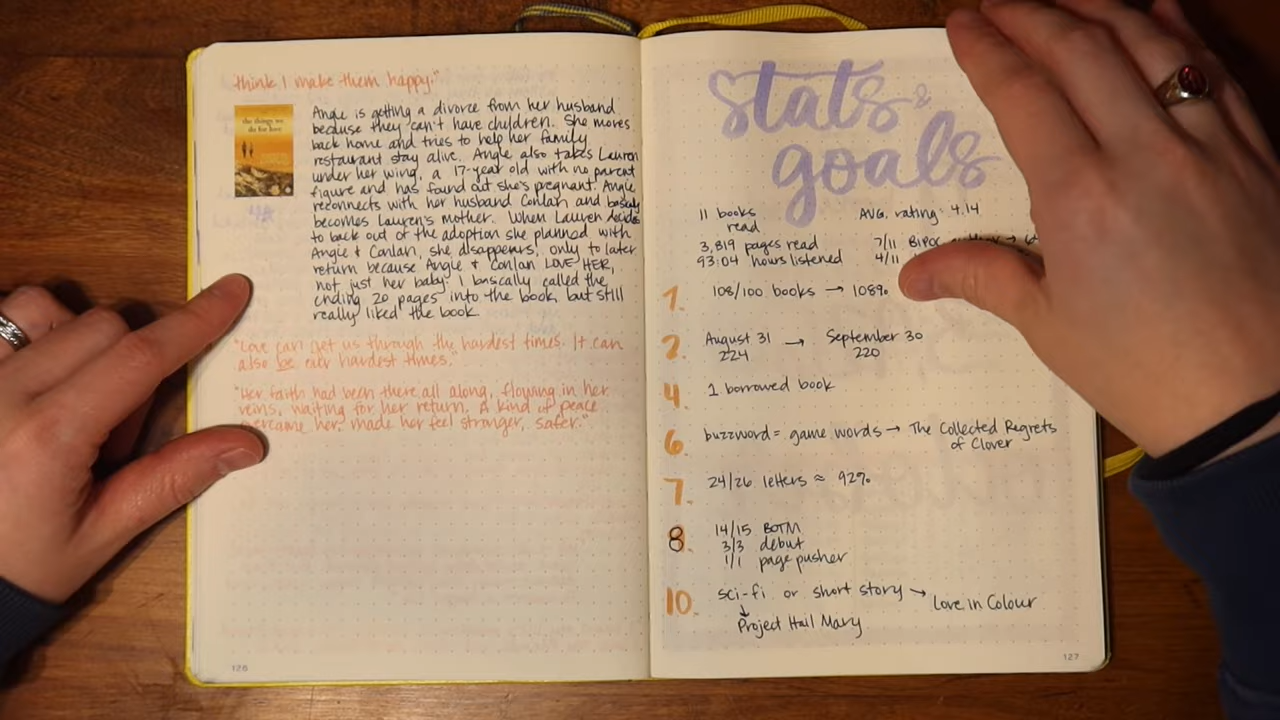 think I make them happy."
the things we
do for love
Angie is getting a divorce from her husband
because they can't have children. She moves
back home and tries to help her family
restaurant stay alive. Angie also takes Lauren
under her wing, a 17-year old with no parent
figure and has found out she's pregnant. Angie
reconnects with her husband Conlan and basically
becomes Lauren's mother. When Lauren decides
to back out of the adoption she planned with
Angie & Conlan, she disappears, only to later
return because Angie & Conlan LOVE HER,
not just her baby. I basically called the
ending 20 pages into the book, but still
really liked the book.
"Love can get us through the hardest times. It can
also be our hardest times."
"Her faith had been there all along, flowing in her
veins, waiting for her return. A kind of peace
overcame her, made her feel stronger, safer."
126
stats &
goals
11 books
read
AVG. rating: 4.14
3,819 pages read
7/11 BIPOC
93:04 hours listened
4/11
1. 108/100 books → 108%
2. August 31 → September 30
224 220
4. 1 borrowed book
6. buzzword = game words → The Collected Regrets
of Clover
7. 24/26 letters ≈ 92%
8. 14/15 BOTM
3/3 debut
1/1 page pusher
10. sci-fi or short story → Love in Colour
↓
Project Hail Mary
127